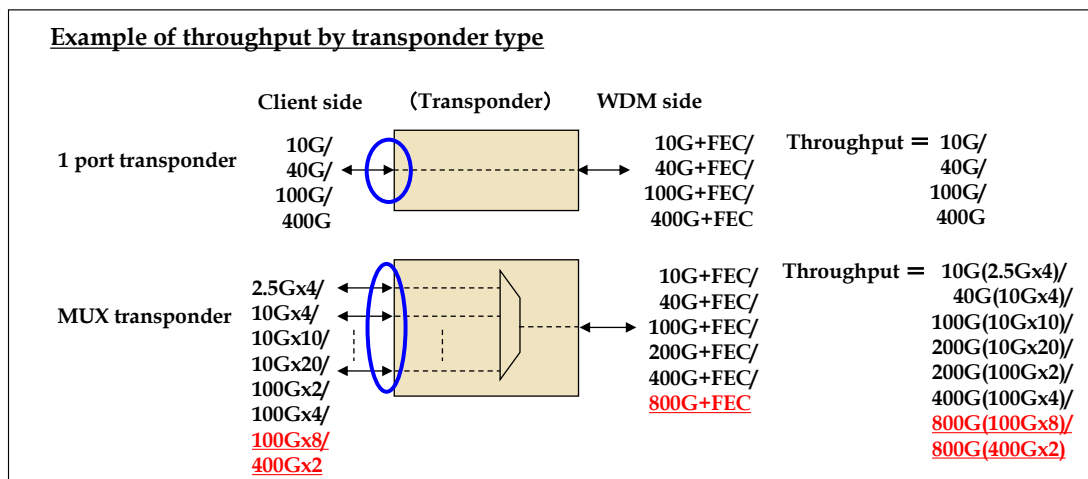 Example of throughput by transponder type
Client side
（Transponder）
WDM side
1 port transponder
10G/
40G/
100G/
400G
10G+FEC/
40G+FEC/
100G+FEC/
400G+FEC
Throughput＝
10G/
40G/
100G/
400G
MUX transponder
2.5Gx4/
10Gx4/
10Gx10/
10Gx20/
100Gx2/
100Gx4/
100Gx8/
400Gx2
10G+FEC/
40G+FEC/
100G+FEC/
200G+FEC/
400G+FEC/
800G+FEC
Throughput＝
10G(2.5Gx4)/
40G(10Gx4)/
100G(10Gx10)/
200G(10Gx20)/
200G(100Gx2)/
400G(100Gx4)/
800G(100Gx8)/
800G(400Gx2)